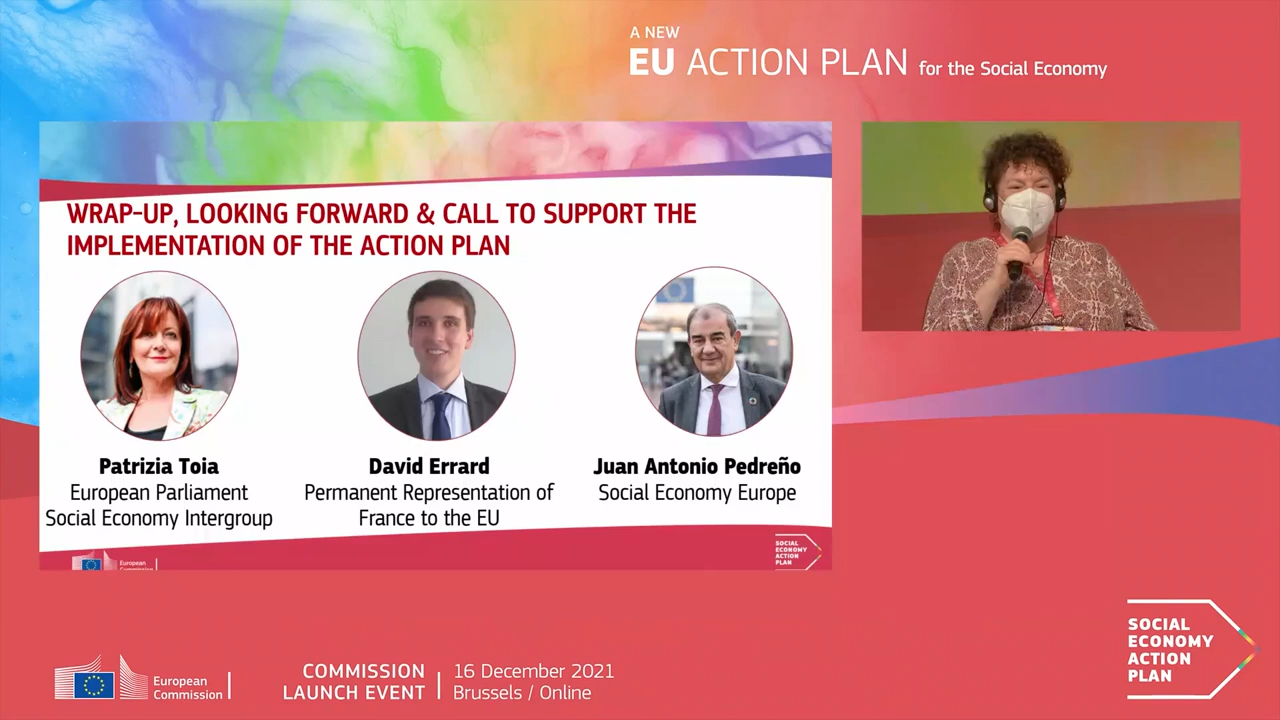 A NEW
EU ACTION PLAN for the Social Economy
WRAP-UP, LOOKING FORWARD & CALL TO SUPPORT THE
IMPLEMENTATION OF THE ACTION PLAN
Patrizia Toia
European Parliament
Social Economy Intergroup
David Errard
Permanent Representation of
France to the EU
Juan Antonio Pedreño
Social Economy Europe
European
Commission
SOCIAL
ECONOMY
ACTION
PLAN
European
Commission
COMMISSION
LAUNCH EVENT
16 December 2021
Brussels / Online
SOCIAL
ECONOMY
ACTION
PLAN